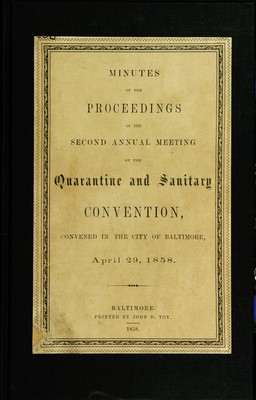 MINUTES
OF THE
PROCEEDINGS
OF THE
SECOND ANNUAL MEETING
OF THE
Quarantine and Sanitary
CONVENTION,
CONVENED IN THE CITY OF BALTIMORE,
April 29, 1858.
BALTIMORE:
PRINTED BY JOHN D. TOY.
1858.